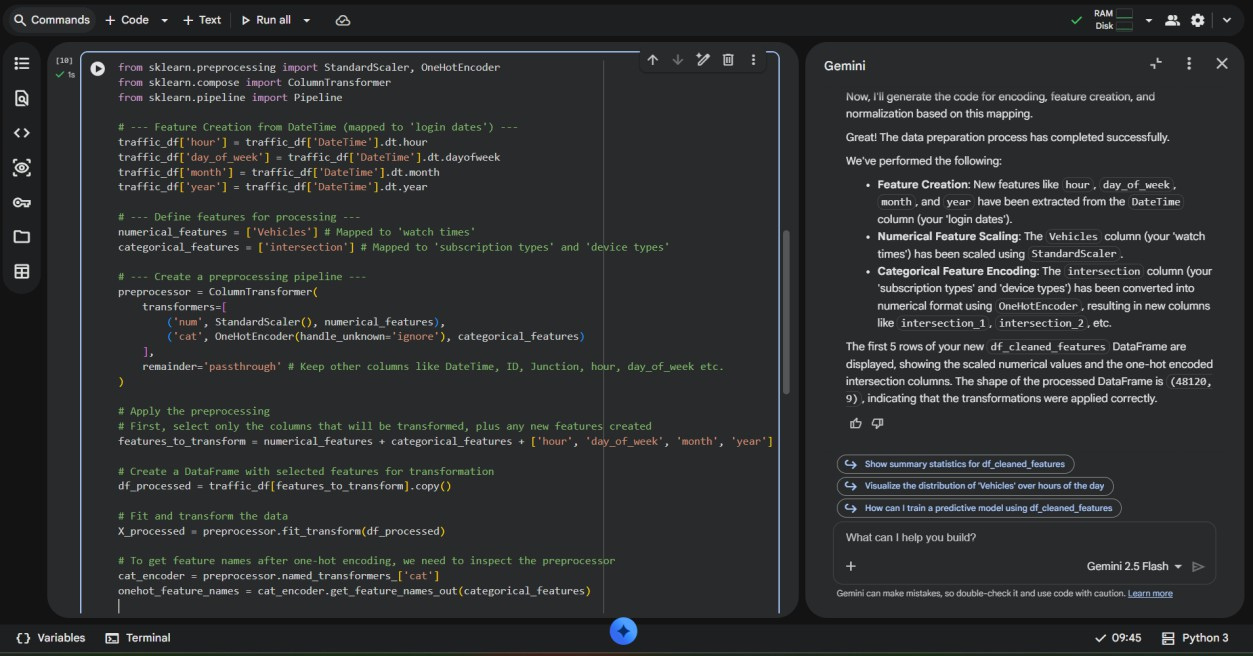 Commands + Code + Text Run all
RAM
Disk
[10]
1s
from sklearn.preprocessing import StandardScaler, OneHotEncoder
from sklearn.compose import ColumnTransformer
from sklearn.pipeline import Pipeline
# --- Feature Creation from DateTime (mapped to 'login dates') ---
traffic_df['hour'] = traffic_df['DateTime'].dt.hour
traffic_df['day_of_week'] = traffic_df['DateTime'].dt.dayofweek
traffic_df['month'] = traffic_df['DateTime'].dt.month
traffic_df['year'] = traffic_df['DateTime'].dt.year
# --- Define features for processing ---
numerical_features = ['Vehicles'] # Mapped to 'watch times'
categorical_features = ['intersection'] # Mapped to 'subscription types' and 'device types'
# --- Create a preprocessing pipeline ---
preprocessor = ColumnTransformer(
    transformers=[
        ('num', StandardScaler(), numerical_features),
        ('cat', OneHotEncoder(handle_unknown='ignore'), categorical_features)
    ],
    remainder='passthrough' # Keep other columns like DateTime, ID, Junction, hour, day_of_week etc.
)
# Apply the preprocessing
# First, select only the columns that will be transformed, plus any new features created
features_to_transform = numerical_features + categorical_features + ['hour', 'day_of_week', 'month', 'year']
# Create a DataFrame with selected features for transformation
df_processed = traffic_df[features_to_transform].copy()
# Fit and transform the data
X_processed = preprocessor.fit_transform(df_processed)
# To get feature names after one-hot encoding, we need to inspect the preprocessor
cat_encoder = preprocessor.named_transformers_['cat']
onehot_feature_names = cat_encoder.get_feature_names_out(categorical_features)
Gemini
Now, i'll generate the code for encoding, feature creation, and
normalization based on this mapping.
Great! The data preparation process has completed successfully.
We've performed the following:
• Feature Creation: New features like hour, day_of_week,
month, and year have been extracted from the DateTime
column (your 'login dates').
• Numerical Feature Scaling: The Vehicles column (your 'watch
times') has been scaled using StandardScaler.
• Categorical Feature Encoding: The intersection column (your
'subscription types' and 'device types') has been converted into
numerical format using OneHotEncoder, resulting in new columns
like intersection_1, intersection_2, etc.
The first 5 rows of your new df_cleaned_features DataFrame are
displayed, showing the scaled numerical values and the one-hot encoded
intersection columns. The shape of the processed DataFrame is (48120,
9), indicating that the transformations were applied correctly.
Show summary statistics for df_cleaned_features
Visualize the distribution of 'Vehicles' over hours of the day
How can I train a predictive model using df_cleaned_features
What can I help you build?
+ Gemini 2.5 Flash
Gemini can make mistakes, so double-check it and use code with caution. Learn more
{} Variables Terminal 09:45 Python 3